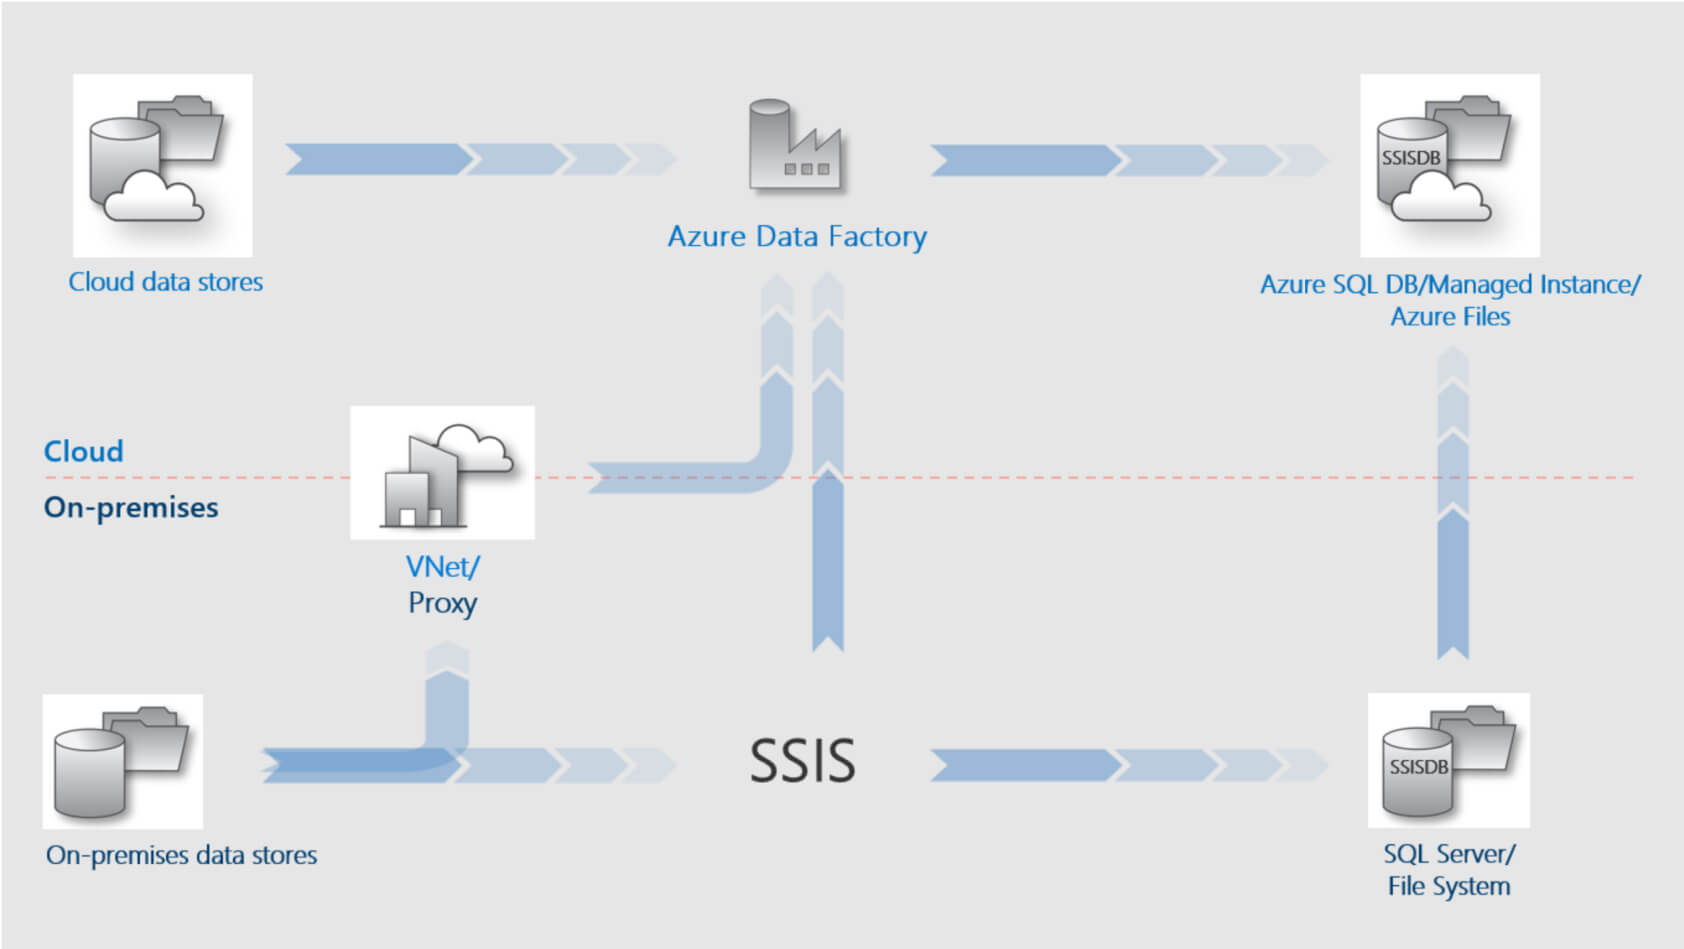 SSISDB
Azure Data Factory
Cloud data stores
Azure SQL DB/Managed Instance/
Azure Files
Cloud
On-premises
VNet/
Proxy
SSIS
SSISDB
On-premises data stores
SQL Server/
File System